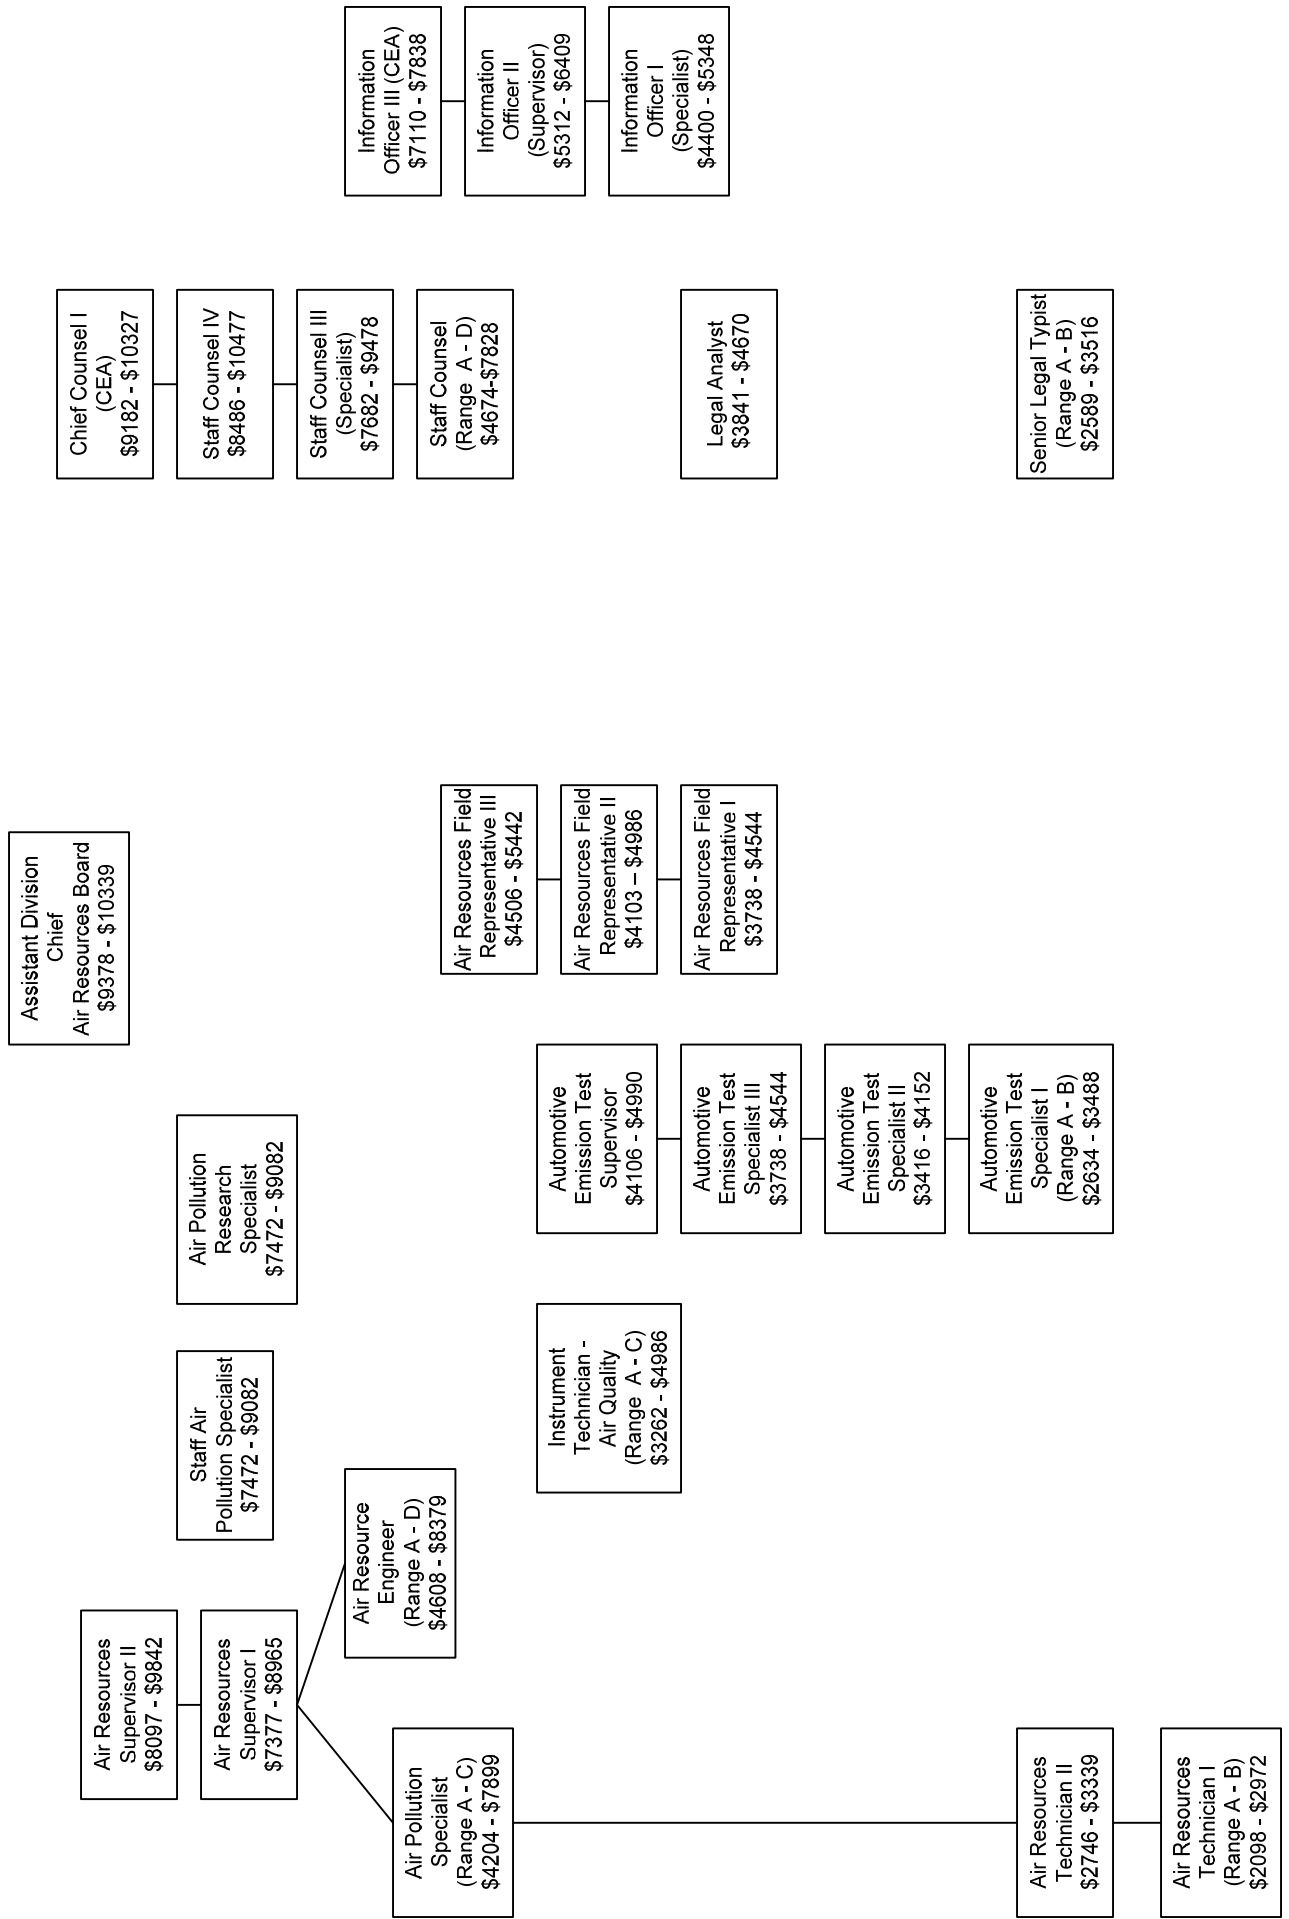 Assistant Division
Chief
Air Resources Board
$9378 - $10339
Air Resources
Supervisor II
$8097 - $9842
Air Resources
Supervisor I
$7377 - $8965
Air Pollution
Specialist
(Range A - C)
$4204 - $7899
Air Resources
Technician II
$2746 - $3339
Air Resources
Technician I
(Range A - B)
$2098 - $2972
Air Resource
Engineer
(Range A - D)
$4608 - $8379
Staff Air
Pollution Specialist
$7472 - $9082
Air Pollution
Research
Specialist
$7472 - $9082
Instrument
Technician -
Air Quality
(Range A - C)
$3262 - $4986
Automotive
Emission Test
Supervisor
$4106 - $4990
Automotive
Emission Test
Specialist III
$3738 - $4544
Automotive
Emission Test
Specialist II
$3416 - $4152
Automotive
Emission Test
Specialist I
(Range A - B)
$2634 - $3488
Air Resources Field
Representative III
$4506 - $5442
Air Resources Field
Representative II
$4103 – $4986
Air Resources Field
Representative I
$3738 - $4544
Chief Counsel I
(CEA)
$9182 - $10327
Staff Counsel IV
$8486 - $10477
Staff Counsel III
(Specialist)
$7682 - $9478
Staff Counsel
(Range A - D)
$4674-$7828
Legal Analyst
$3841 - $4670
Senior Legal Typist
(Range A - B)
$2589 - $3516
Information
Officer III (CEA)
$7110 - $7838
Information
Officer II
(Supervisor)
$5312 - $6409
Information
Officer I
(Specialist)
$4400 - $5348